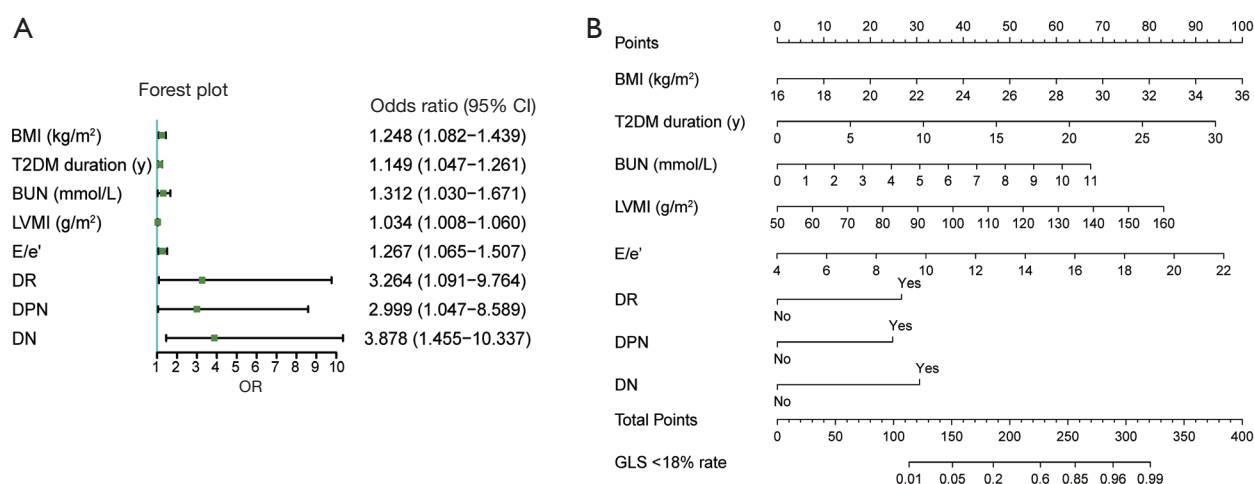 A
Forest plot
Odds ratio (95% CI)
BMI (kg/m²) 1.248 (1.082−1.439)
T2DM duration (y) 1.149 (1.047−1.261)
BUN (mmol/L) 1.312 (1.030−1.671)
LVMI (g/m²) 1.034 (1.008−1.060)
E/e' 1.267 (1.065−1.507)
DR 3.264 (1.091−9.764)
DPN 2.999 (1.047−8.589)
DN 3.878 (1.455−10.337)
1 2 3 4 5 6 7 8 9 10
OR
B
0 10 20 30 40 50 60 70 80 90 100
Points
BMI (kg/m²)
16 18 20 22 24 26 28 30 32 34 36
T2DM duration (y)
0 5 10 15 20 25 30
BUN (mmol/L)
0 1 2 3 4 5 6 7 8 9 10 11
LVMI (g/m²)
50 60 70 80 90 100 110 120 130 140 150 160
E/e'
4 6 8 10 12 14 16 18 20 22
Yes
DR
No
Yes
DPN
No
Yes
DN
No
Total Points
0 50 100 150 200 250 300 350 400
GLS <18% rate
0.01 0.05 0.2 0.6 0.85 0.96 0.99